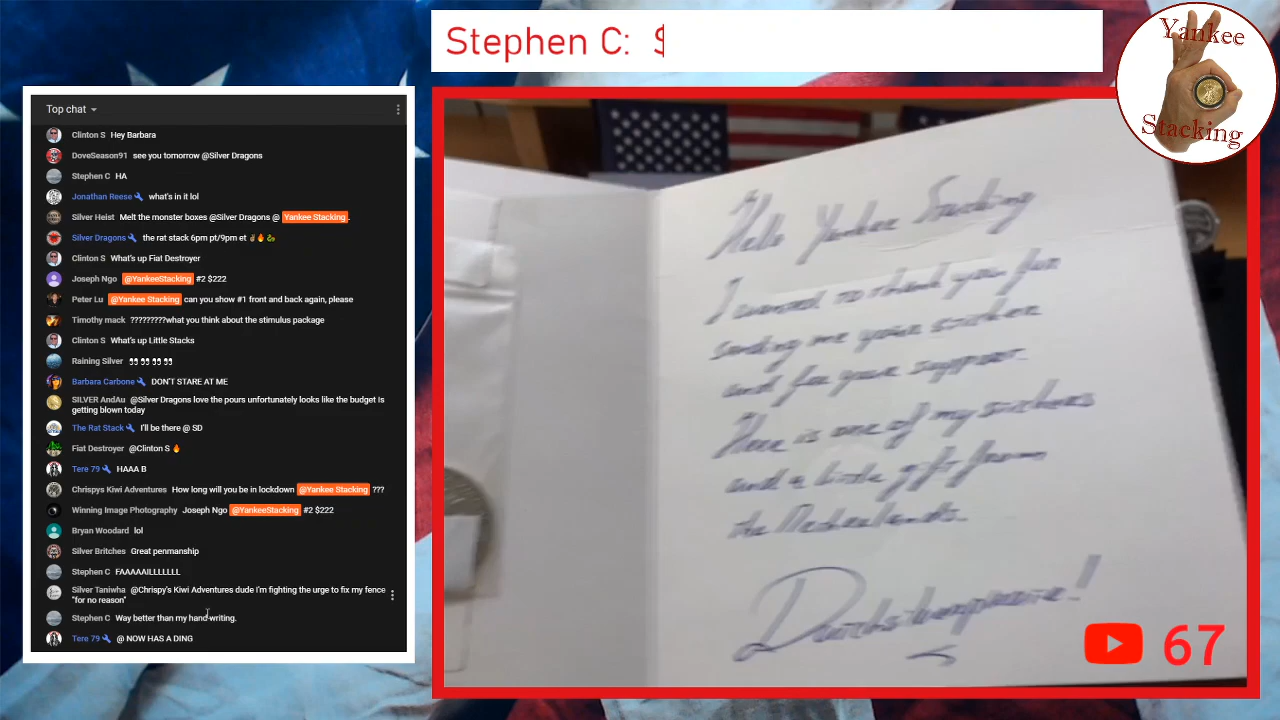 Stephen C: $
Yankee
Stacking
Top chat
Clinton S Hey Barbara
DoveSeason91 see you tomorrow @Silver Dragons
Stephen C HA
Jonathan Reese what's in it lol
Silver Heist Melt the monster boxes @Silver Dragons @ Yankee Stacking.
Silver Dragons the rat stack 6pm pt/9pm et ✌🔥🐉
Clinton S What's up Fiat Destroyer
Joseph Ngo @YankeeStacking #2 $222
Peter Lu @Yankee Stacking can you show #1 front and back again, please
Timothy mack ?????????what you think about the stimulus package
Clinton S What's up Little Stacks
Raining Silver 👀 👀 👀 👀
Barbara Carbone DON'T STARE AT ME
SILVER AndAu @Silver Dragons love the pours unfortunately looks like the budget Is
getting blown today
The Rat Stack I'll be there @ SD
Fiat Destroyer @Clinton S 🔥
Tere 79 HAAA B
Chrispys Kiwi Adventures How long will you be in lockdown @Yankee Stacking ???
Winning Image Photography Joseph Ngo @YankeeStacking #2 $222
Bryan Woodard lol
Silver Britches Great penmanship
Stephen C FAAAAAILLLLLLL
Silver Taniwha @Chrispy's Kiwi Adventures dude I'm fighting the urge to fix my fence
"for no reason"
Stephen C Way better than my hand writing.
Tere 79 @ NOW HAS A DING
Hello Yankee Stacking
I wanted to thank you for
sending me your sticker
and for your support.
Here is one of my stickers
and a little gift from
the Netherlands.
67